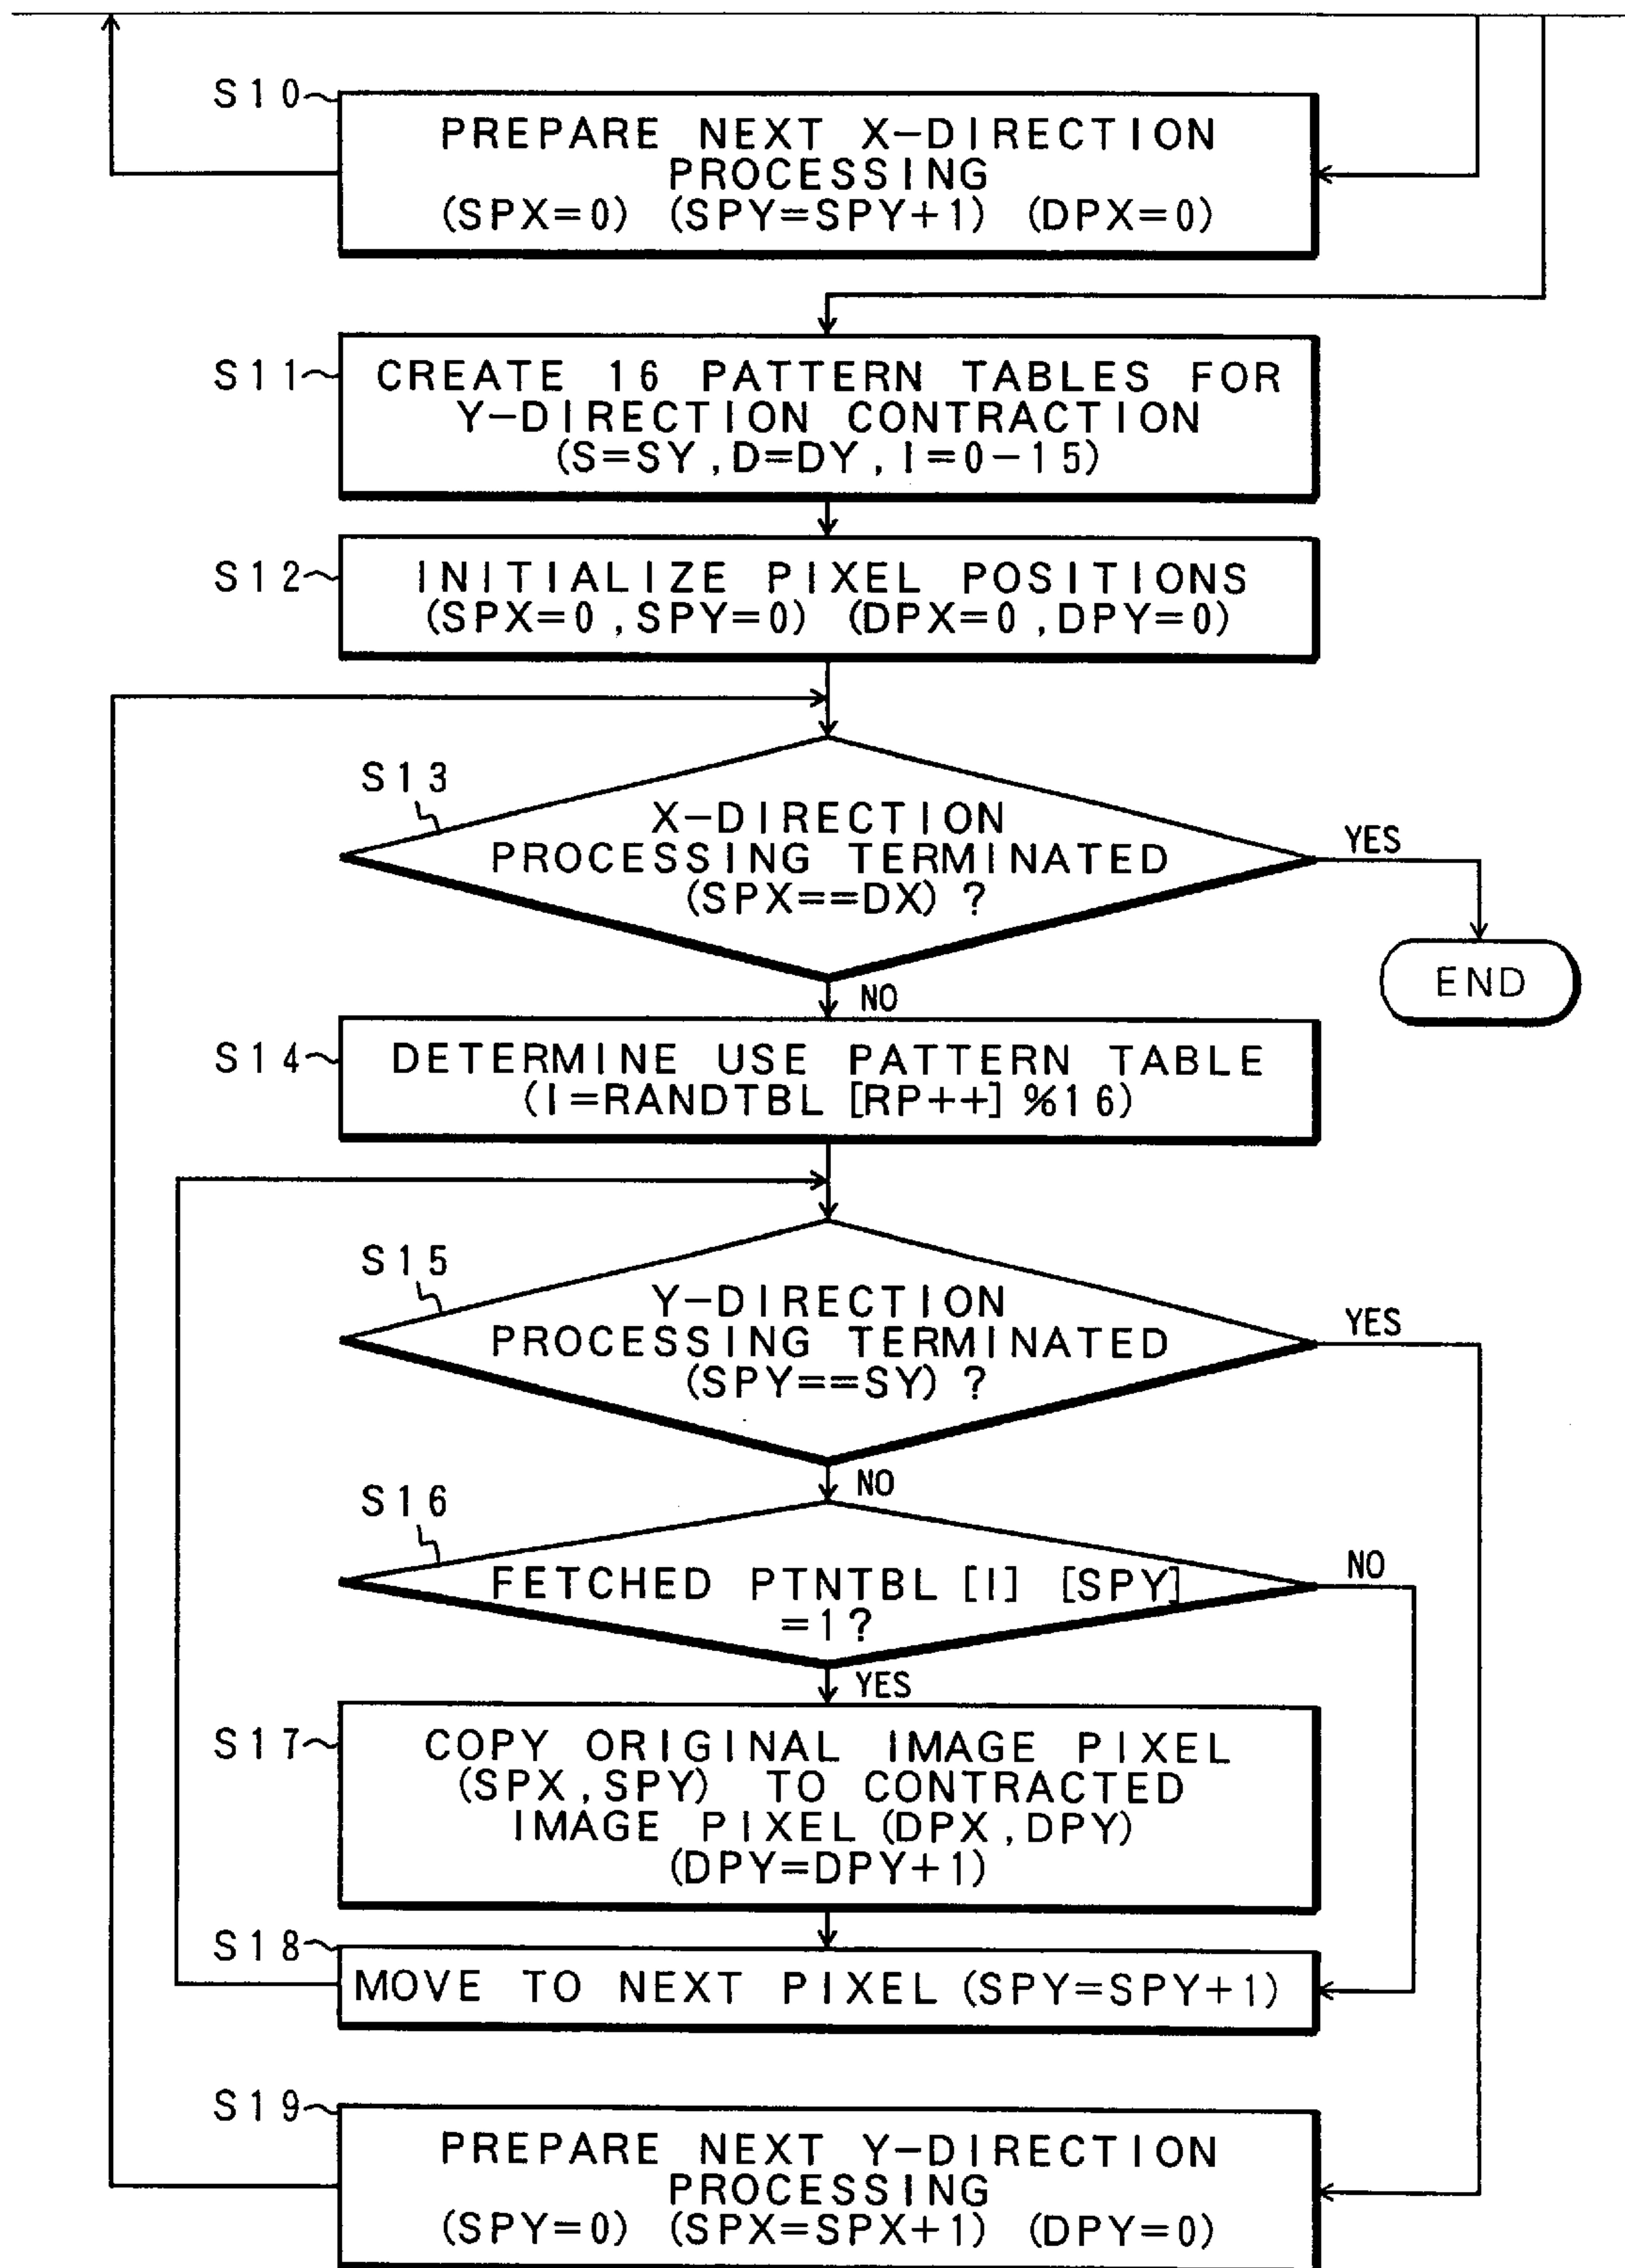 S10
PREPARE NEXT X-DIRECTION
PROCESSING
(SPX=0) (SPY=SPY+1) (DPX=0)
S11
CREATE 16 PATTERN TABLES FOR
Y-DIRECTION CONTRACTION
(S=SY,D=DY,I=0-15)
S12
INITIALIZE PIXEL POSITIONS
(SPX=0,SPY=0) (DPX=0,DPY=0)
S13
X-DIRECTION
PROCESSING TERMINATED
(SPX==DX)?
YES
END
NO
S14
DETERMINE USE PATTERN TABLE
(I=RANDTBL [RP++] %16)
S15
Y-DIRECTION
PROCESSING TERMINATED
(SPY==SY)?
YES
NO
S16
FETCHED PTNTBL [I] [SPY]
=1?
NO
YES
S17
COPY ORIGINAL IMAGE PIXEL
(SPX,SPY) TO CONTRACTED
IMAGE PIXEL (DPX,DPY)
(DPY=DPY+1)
S18
MOVE TO NEXT PIXEL (SPY=SPY+1)
S19
PREPARE NEXT Y-DIRECTION
PROCESSING
(SPY=0) (SPX=SPX+1) (DPY=0)